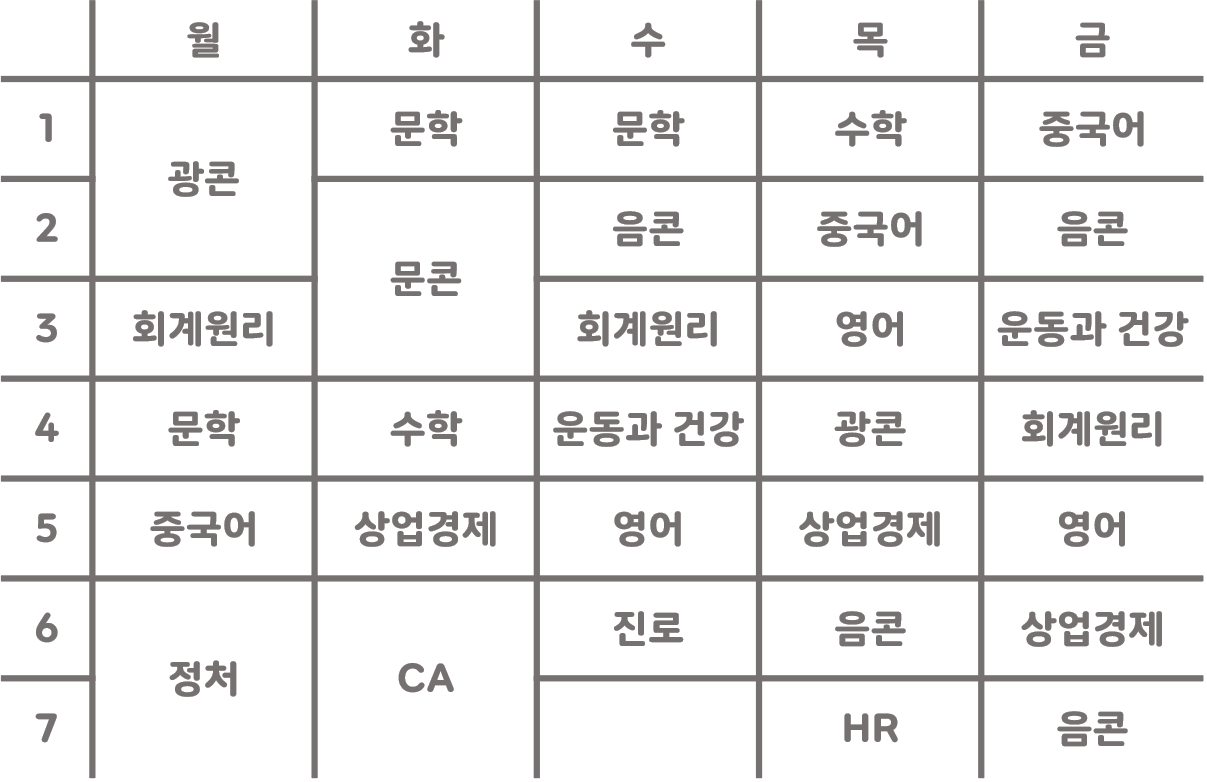 월 화 수 목 금
1 광콘 문학 문학 수학 중국어
2 문콘 음콘 중국어 음콘
3 회계원리 회계원리 영어 운동과 건강
4 문학 수학 운동과 건강 광콘 회계원리
5 중국어 상업경제 영어 상업경제 영어
6 정처 CA 진로 음콘 상업경제
7 HR 음콘